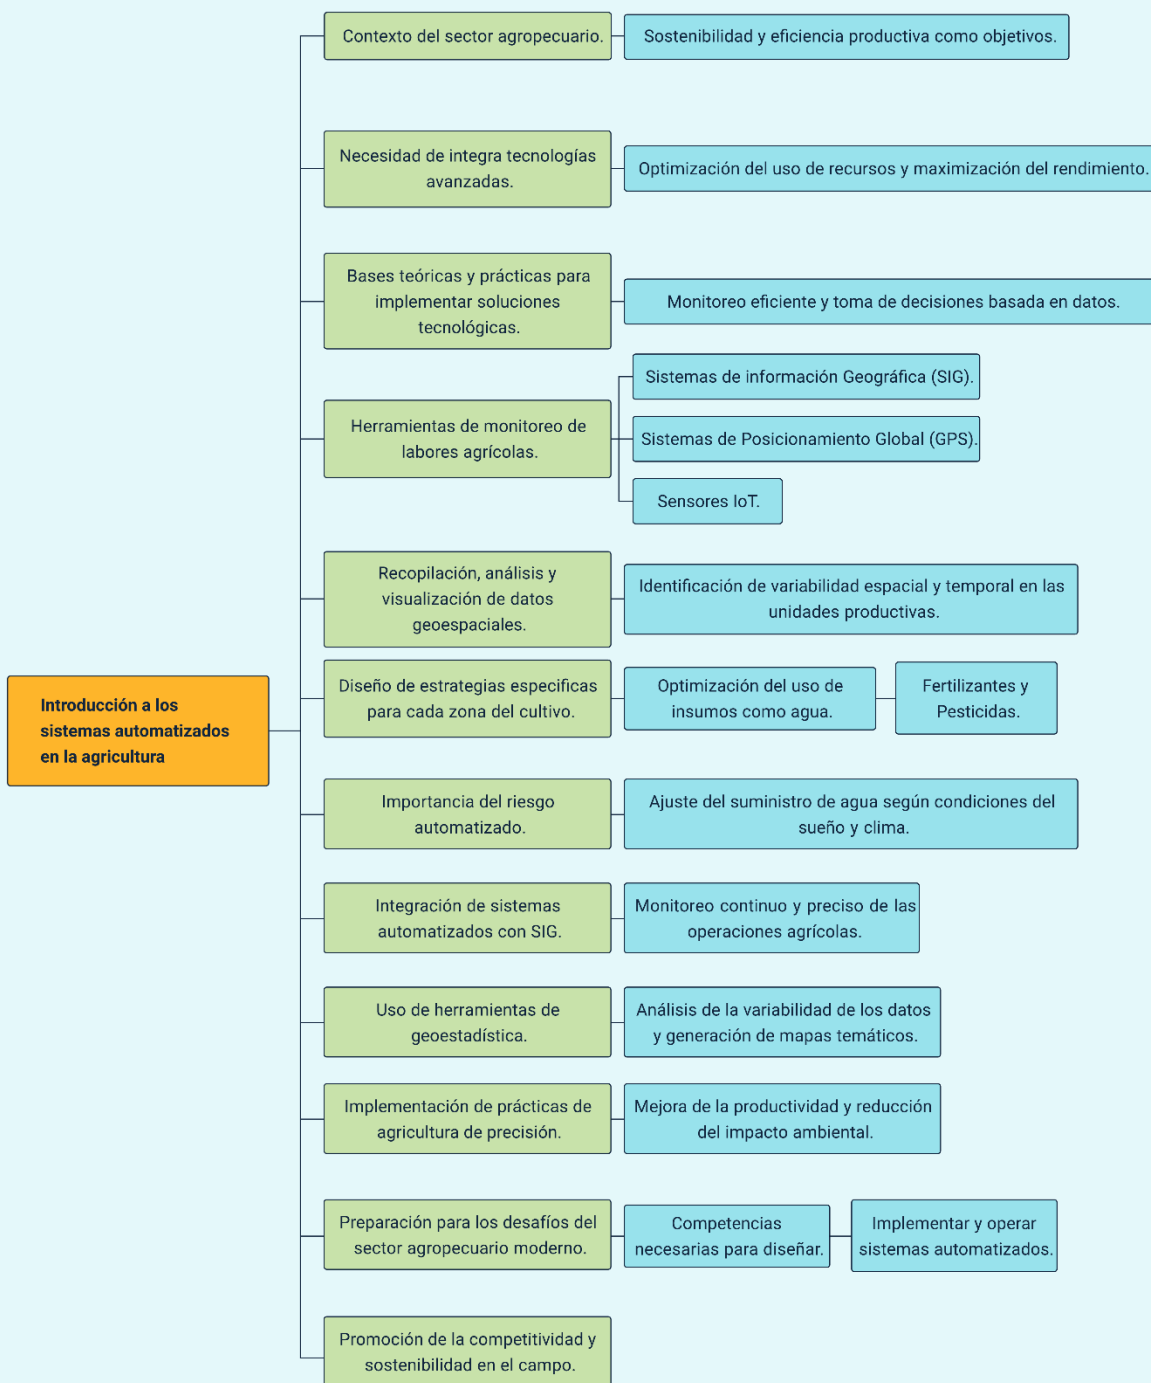 Contexto del sector agropecuario.
Sostenibilidad y eficiencia productiva como objetivos.
Necesidad de integra tecnologías
avanzadas.
Optimización del uso de recursos y maximización del rendimiento.
Bases teóricas y prácticas para
implementar soluciones
tecnológicas.
Monitoreo eficiente y toma de decisiones basada en datos.
Herramientas de monitoreo de
labores agrícolas.
Sistemas de información Geográfica (SIG).
Sistemas de Posicionamiento Global (GPS).
Sensores IoT.
Recopilación, análisis y
visualización de datos
geoespaciales.
Identificación de variabilidad espacial y temporal en las
unidades productivas.
Introducción a los
sistemas automatizados
en la agricultura
Diseño de estrategias especificas
para cada zona del cultivo.
Optimización del uso de
insumos como agua.
Fertilizantes y
Pesticidas.
Importancia del riesgo
automatizado.
Ajuste del suministro de agua según condiciones del
sueño y clima.
Integración de sistemas
automatizados con SIG.
Monitoreo continuo y preciso de las
operaciones agrícolas.
Uso de herramientas de
geoestadística.
Análisis de la variabilidad de los datos
y generación de mapas temáticos.
Implementación de prácticas de
agricultura de precisión.
Mejora de la productividad y reducción
del impacto ambiental.
Preparación para los desafíos del
sector agropecuario moderno.
Competencias
necesarias para diseñar.
Implementar y operar
sistemas automatizados.
Promoción de la competitividad y
sostenibilidad en el campo.